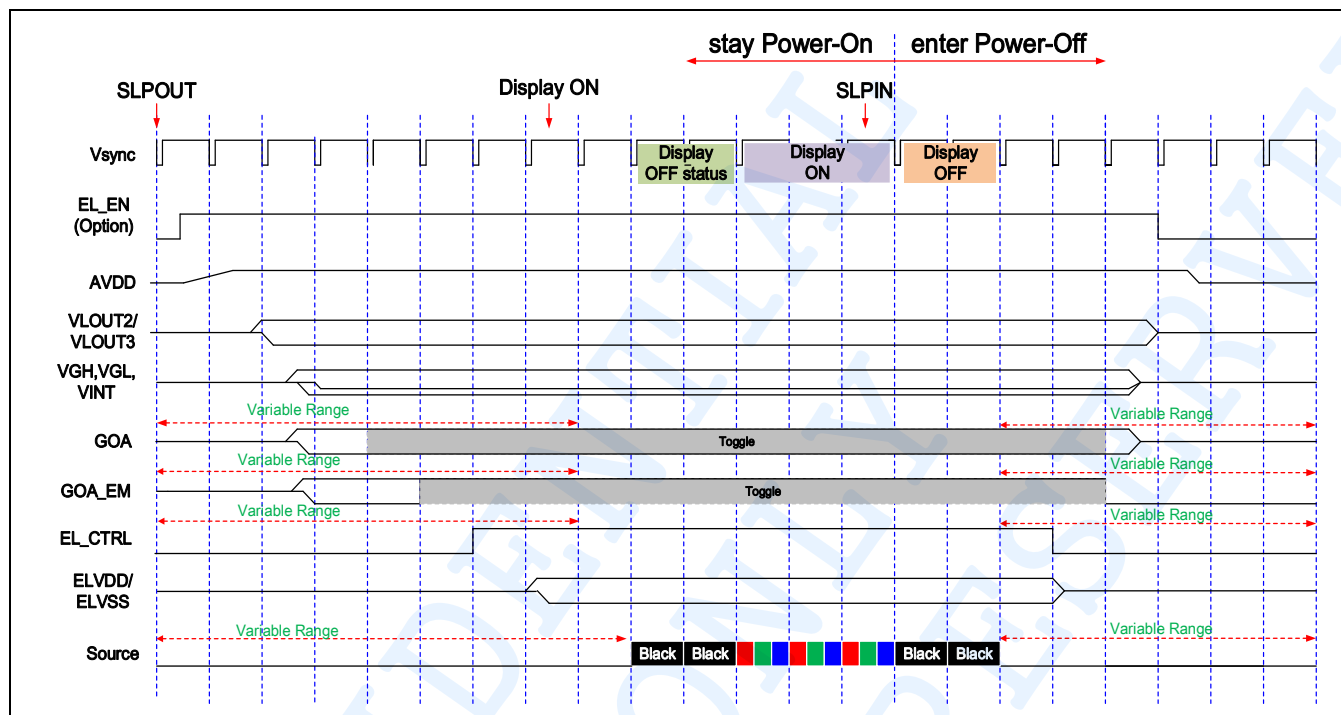 stay Power-On
enter Power-Off
SLPOUT
Display ON
SLPIN
Vsync
Display
OFF status
Display
ON
Display
OFF
EL_EN
(Option)
AVDD
VLOUT2/
VLOUT3
VGH,VGL,
VINT
Variable Range
Variable Range
GOA
Toggle
Variable Range
Variable Range
GOA_EM
Toggle
Variable Range
Variable Range
EL_CTRL
ELVDD/
ELVSS
Variable Range
Variable Range
Source
Black
Black
Black
Black